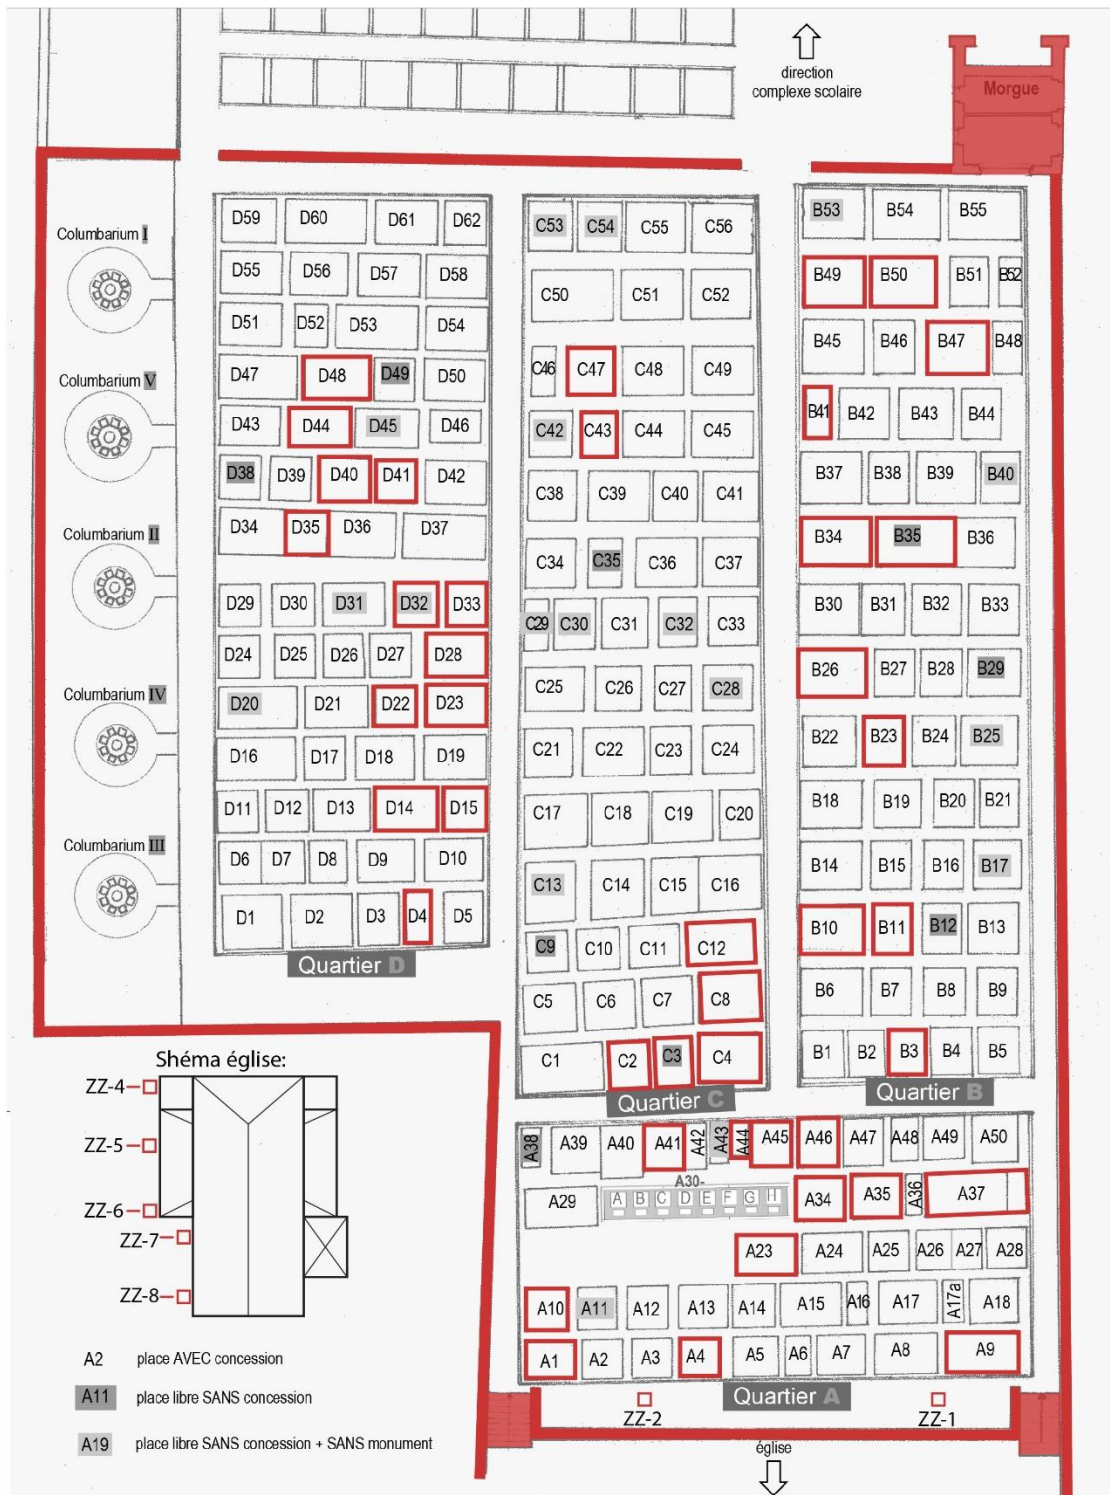 direction
complexe scolaire
Morgue
Columbarium I
Columbarium V
Columbarium II
Columbarium IV
Columbarium III
D59 D60 D61 D62
D55 D56 D57 D58
D51 D52 D53 D54
D47 D48 D49 D50
D43 D44 D45 D46
D38 D39 D40 D41 D42
D34 D35 D36 D37
D29 D30 D31 D32 D33
D24 D25 D26 D27 D28
D20 D21 D22 D23
D16 D17 D18 D19
D11 D12 D13 D14 D15
D6 D7 D8 D9 D10
D1 D2 D3 D4 D5
Quartier D
C53 C54 C55 C56
C50 C51 C52
C46 C47 C48 C49
C42 C43 C44 C45
C38 C39 C40 C41
C34 C35 C36 C37
C29 C30 C31 C32 C33
C25 C26 C27 C28
C21 C22 C23 C24
C17 C18 C19 C20
C13 C14 C15 C16
C9 C10 C11 C12
C5 C6 C7 C8
C1 C2 C3 C4
Quartier C
B53 B54 B55
B49 B50 B51 B52
B45 B46 B47 B48
B41 B42 B43 B44
B37 B38 B39 B40
B34 B35 B36
B30 B31 B32 B33
B26 B27 B28 B29
B22 B23 B24 B25
B18 B19 B20 B21
B14 B15 B16 B17
B10 B11 B12 B13
B6 B7 B8 B9
B1 B2 B3 B4 B5
Quartier B
A38 A39 A40 A41 A42 A43 A44 A45 A46 A47 A48 A49 A50
A30-
A29 A B C D E F G H A34 A35 A36 A37
A23 A24 A25 A26 A27 A28
A10 A11 A12 A13 A14 A15 A16 A17 A17a A18
A1 A2 A3 A4 A5 A6 A7 A8 A9
Quartier A
ZZ-2 ZZ-1
église
Shéma église:
ZZ-4
ZZ-5
ZZ-6
ZZ-7
ZZ-8
A2 place AVEC concession
A11 place libre SANS concession
A19 place libre SANS concession + SANS monument